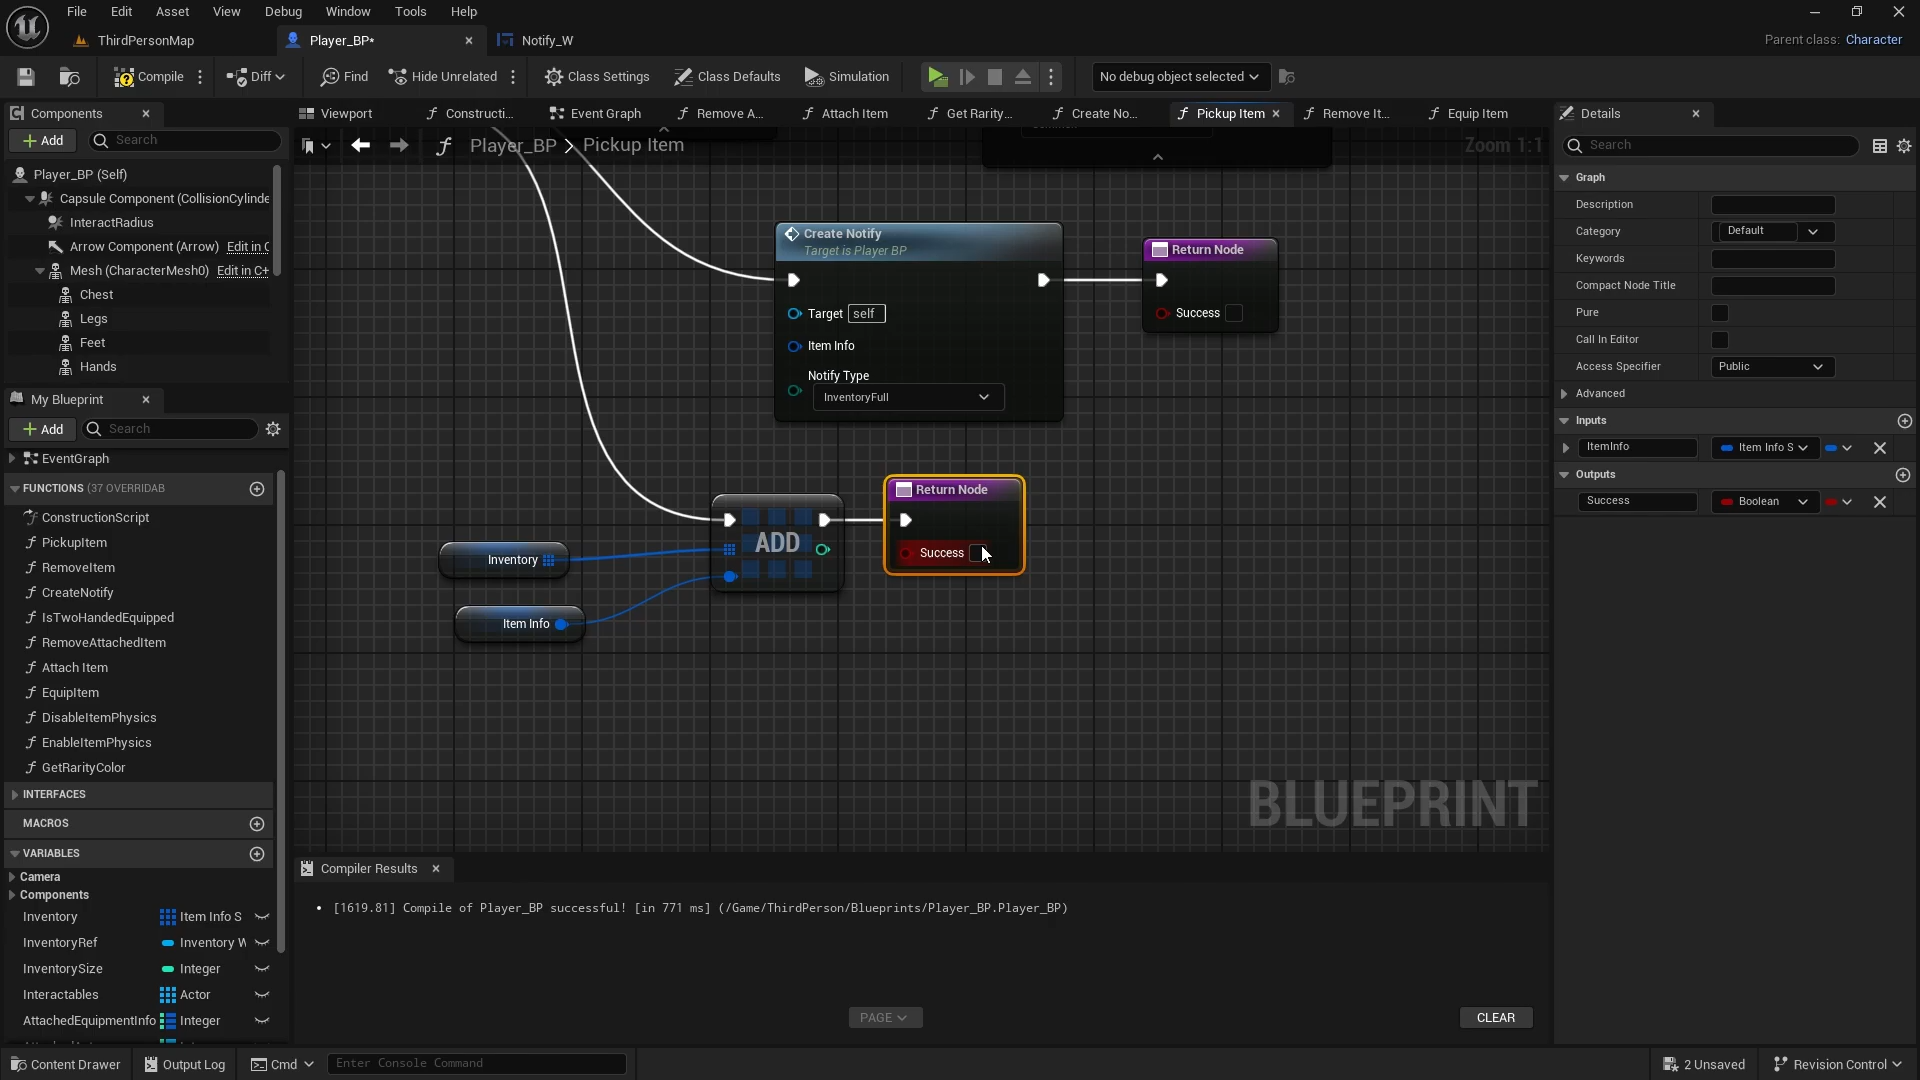 File Edit Asset View Debug Window Tools Help
ThirdPersonMap Player_BP* Notify_W
Parent class: Character
Compile Diff Find Hide Unrelated Class Settings Class Defaults Simulation No debug object selected
Components
Add Search
Player_BP (Self)
Capsule Component (CollisionCylinde
InteractRadius
Arrow Component (Arrow) Edit in C
Mesh (CharacterMesh0) Edit in C+
Chest
Legs
Feet
Hands
My Blueprint
Add Search
EventGraph
FUNCTIONS (37 OVERRIDAB
ConstructionScript
PickupItem
RemoveItem
CreateNotify
IsTwoHandedEquipped
RemoveAttachedItem
Attach Item
EquipItem
DisableItemPhysics
EnableItemPhysics
GetRarityColor
INTERFACES
MACROS
VARIABLES
Camera
Components
Inventory Item Info S
InventoryRef Inventory W
InventorySize Integer
Interactables Actor
AttachedEquipmentInfo Integer
Viewport Constructi... Event Graph Remove A... Attach Item Get Rarity... Create No... Pickup Item Remove It... Equip Item
Player_BP > Pickup Item
Zoom 1:1
Create Notify
Target is Player BP
Target self
Item Info
Notify Type
InventoryFull
Return Node
Success
Return Node
Success
ADD
Inventory
Item Info
BLUEPRINT
Compiler Results
[1619.81] Compile of Player_BP successful! [in 771 ms] (/Game/ThirdPerson/Blueprints/Player_BP.Player_BP)
PAGE
CLEAR
Details
Search
Graph
Description
Category Default
Keywords
Compact Node Title
Pure
Call In Editor
Access Specifier Public
Advanced
Inputs
ItemInfo Item Info S
Outputs
Success Boolean
Content Drawer Output Log Cmd Enter Console Command
2 Unsaved Revision Control